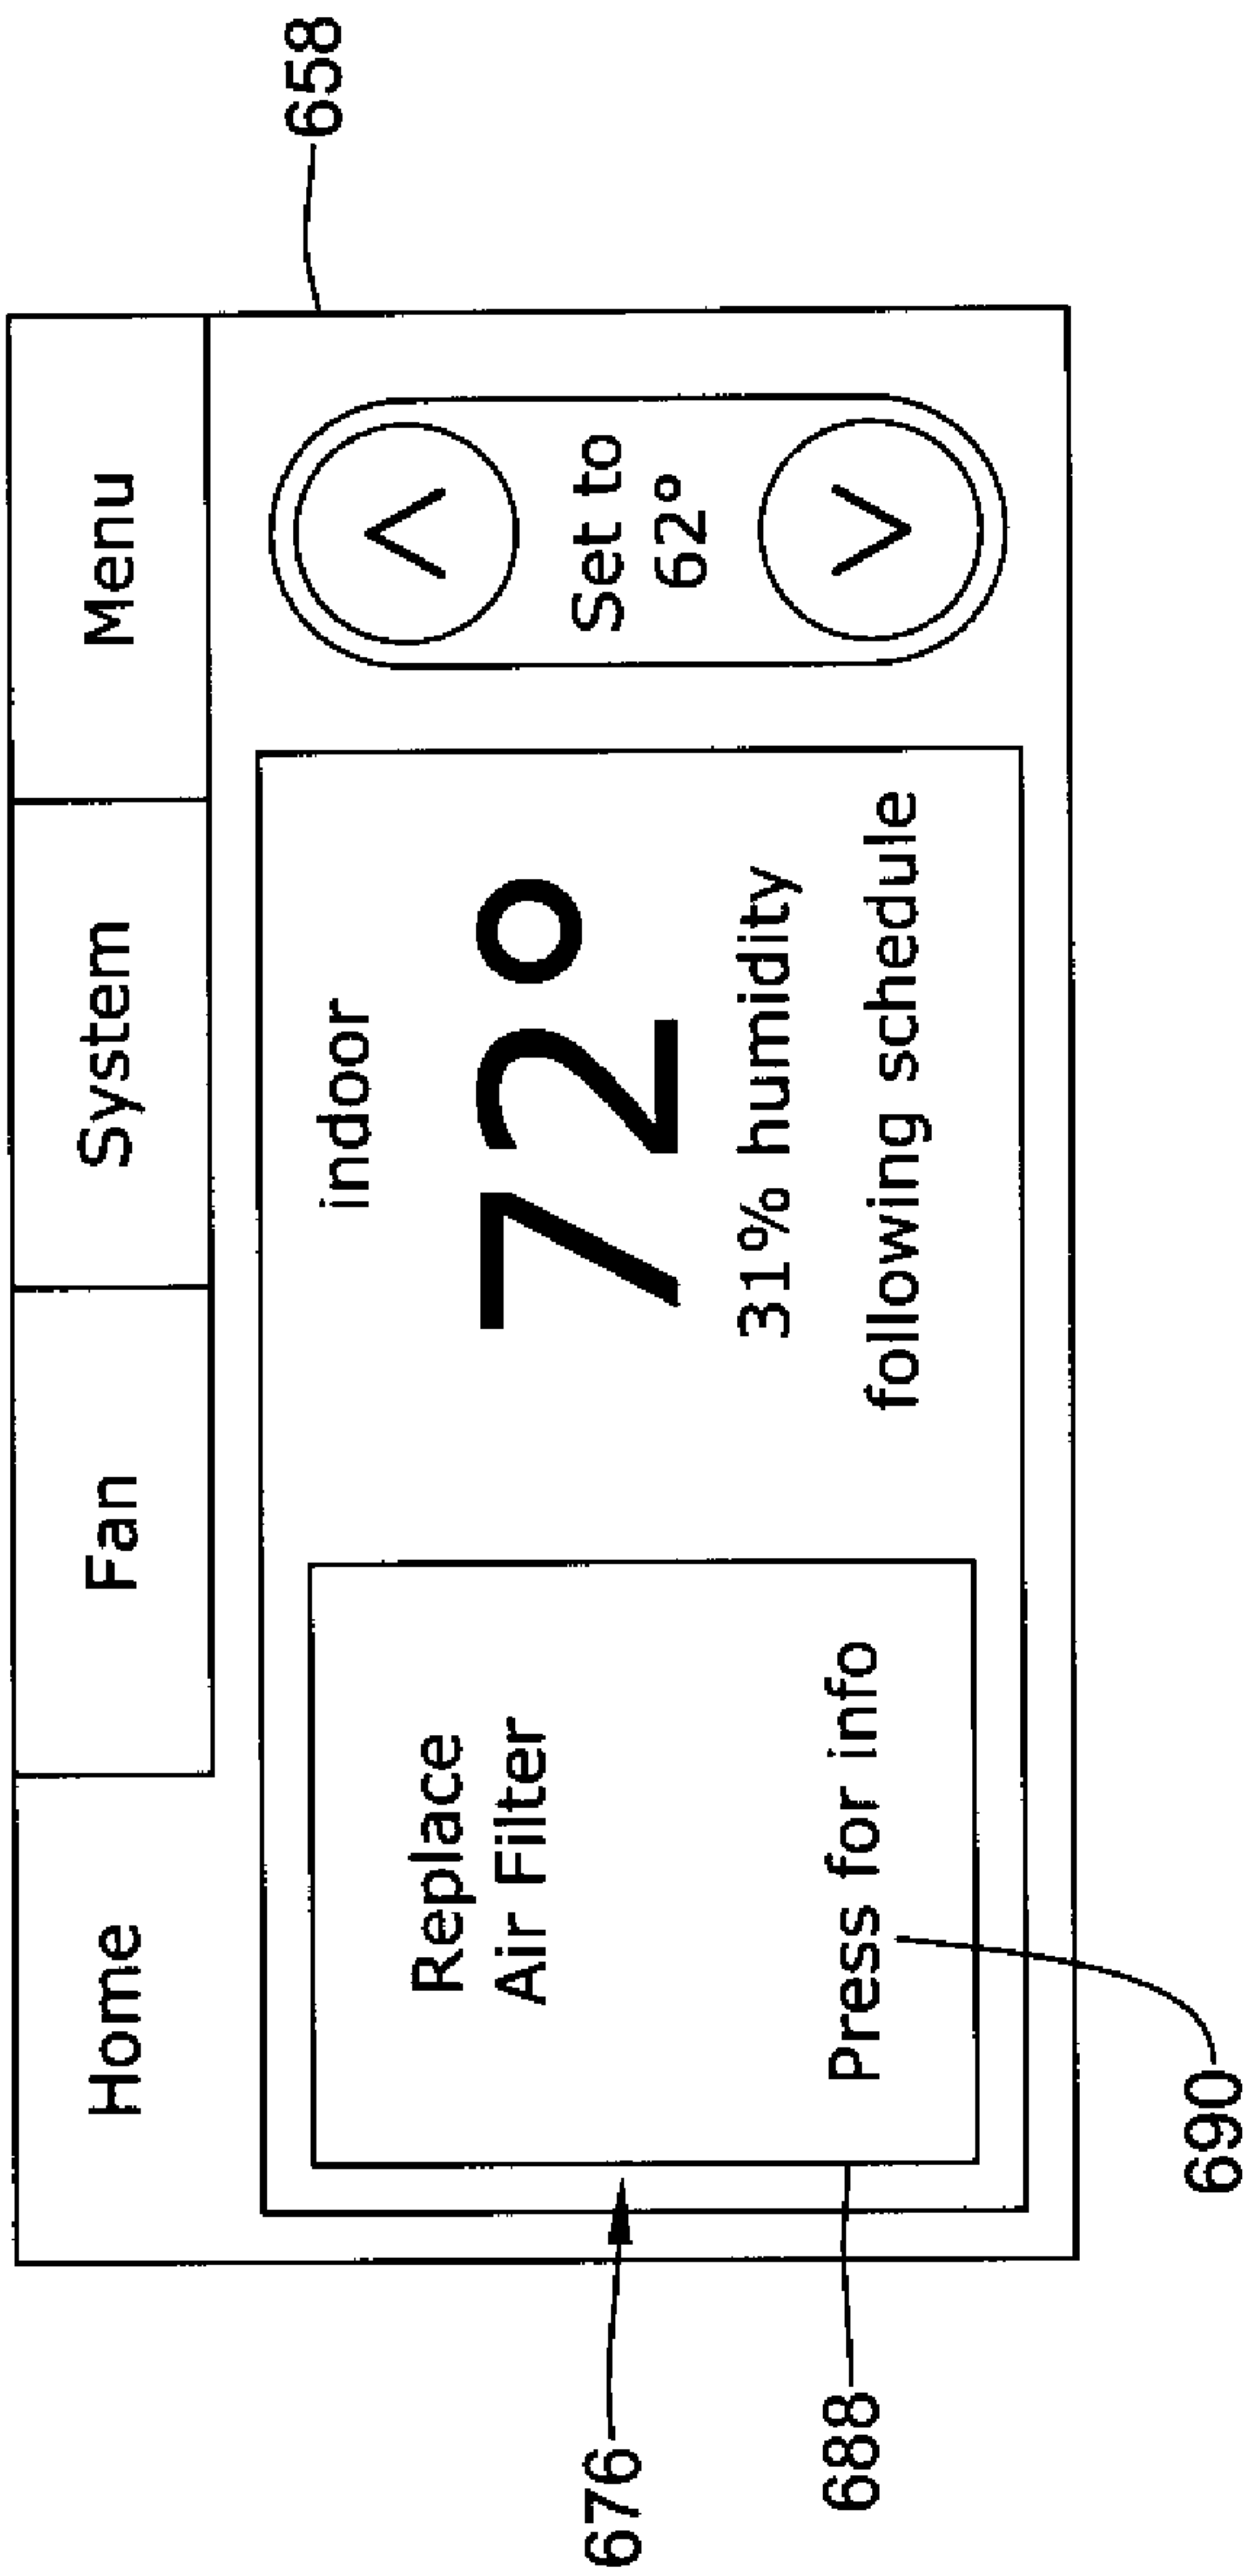 Home
Fan
System
Menu
Replace
Air Filter
Press for info
indoor
72°
31% humidity
following schedule
Set to
62°
658
676
688
690